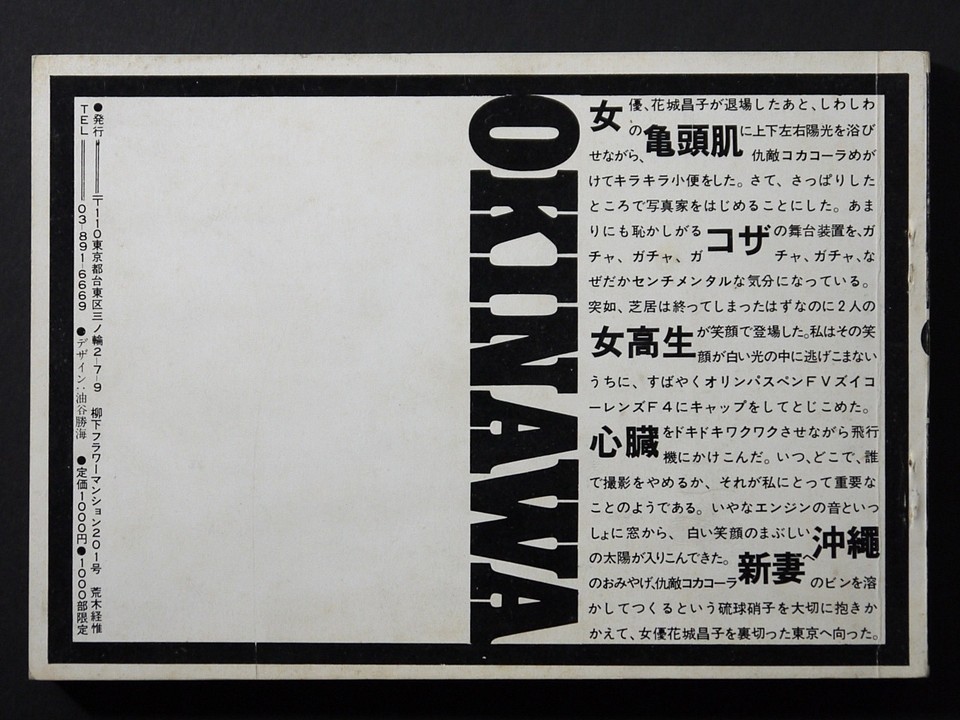 女優、花城昌子が退場したあと、しわしわ
の亀頭肌に上下左右陽光を浴び
せながら、仇敵コカコーラめが
けてキラキラ小便をした。さて、さっぱりした
ところで写真家をはじめることにした。あま
りにも恥かしがるコザの舞台装置を、ガ
チャ、ガチャ、ガチャ、ガチャ、な
ぜだかセンチメンタルな気分になっている。
突如、芝居は終ってしまったはずなのに2人の
女高生が笑顔で登場した。私はその笑
顔が白い光の中に逃げこまない
うちに、すばやくオリンパスペンFVズイコ
ーレンズF4にキャップをしてとじこめた。
心臓をドキドキワクワクさせながら飛行
機にかけこんだ。いつ、どこで、誰
で撮影をやめるか、それが私にとって重要な
ことのようである。いやなエンジンの音といっ
しょに窓から、白い笑顔のまぶしい沖縄
の太陽が入りこんできた。新妻へ
のおみやげ、仇敵コカコーラのビンを溶
かしてつくるという琉球硝子を大切に抱きか
かえて、女優花城昌子を裏切った東京へ向った。
OKINAWA
●発行 〒110東京都台東区三ノ輪2-7-9 柳下フラワーマンション201号 荒木経惟
TEL 03-891-6669 ●デザイン:油谷勝海 ●定価1000円●1000部限定